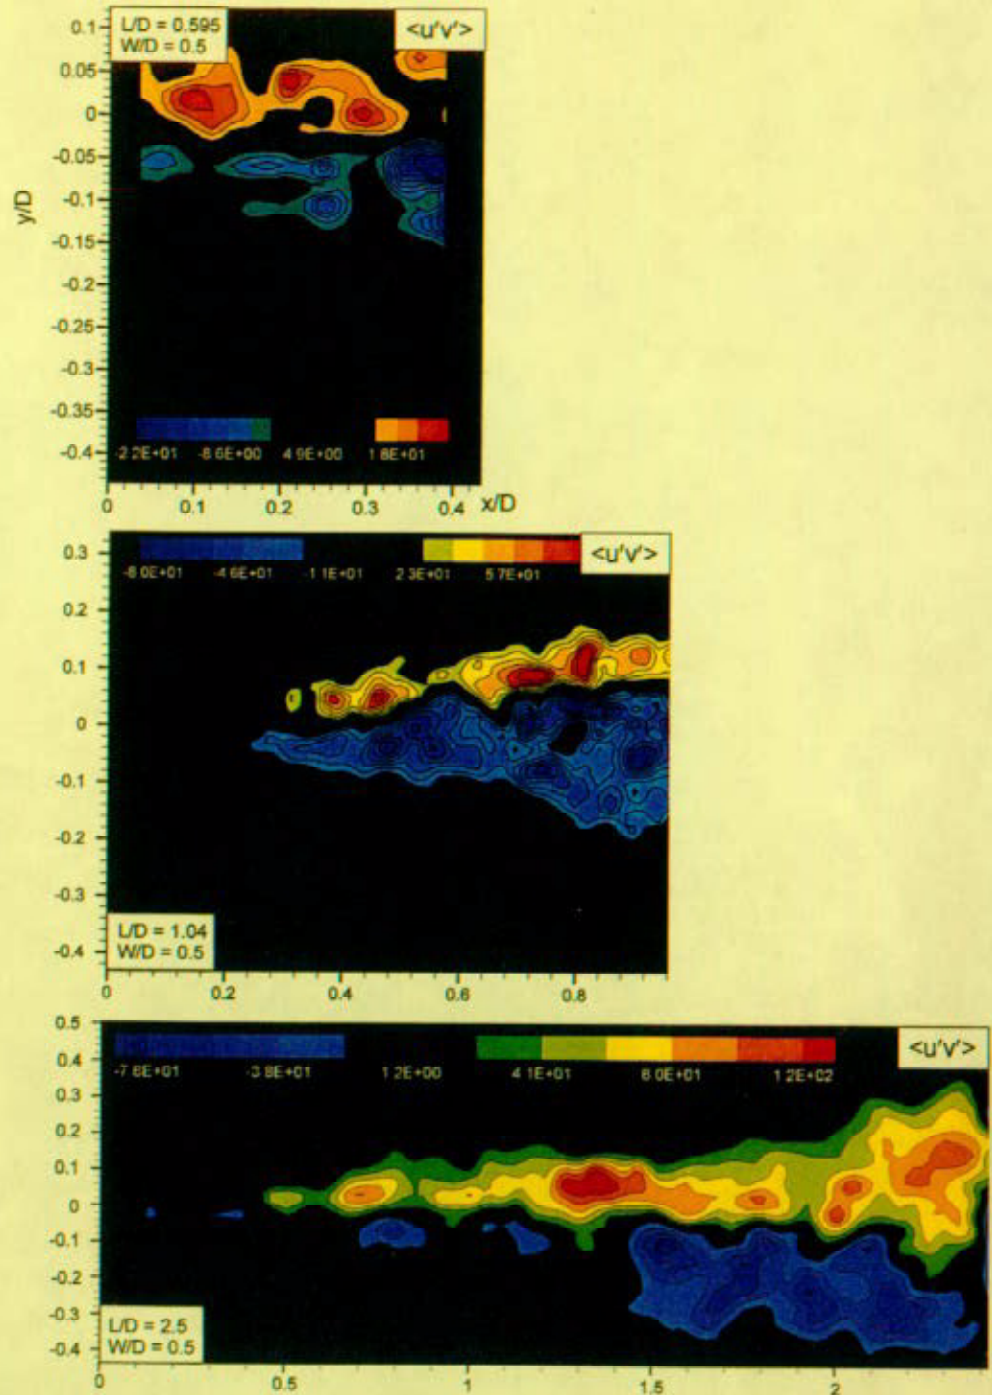 L/D = 0.595
W/D = 0.5
<u'v'>
0.1
0.05
0
-0.05
-0.1
-0.15
-0.2
-0.25
-0.3
-0.35
-0.4
y/D
-2.2E+01 -8.6E+00 4.9E+00 1.8E+01
0 0.1 0.2 0.3 0.4 x/D
<u'v'>
-8.0E+01 -4.6E+01 -1.1E+01 2.3E+01 5.7E+01
0.3
0.2
0.1
0
-0.1
-0.2
-0.3
-0.4
L/D = 1.04
W/D = 0.5
0 0.2 0.4 0.6 0.8
<u'v'>
-7.6E+01 -3.8E+01 1.2E+00 4.1E+01 8.0E+01 1.2E+02
0.5
0.4
0.3
0.2
0.1
0
-0.1
-0.2
-0.3
-0.4
L/D = 2.5
W/D = 0.5
0 0.5 1 1.5 2